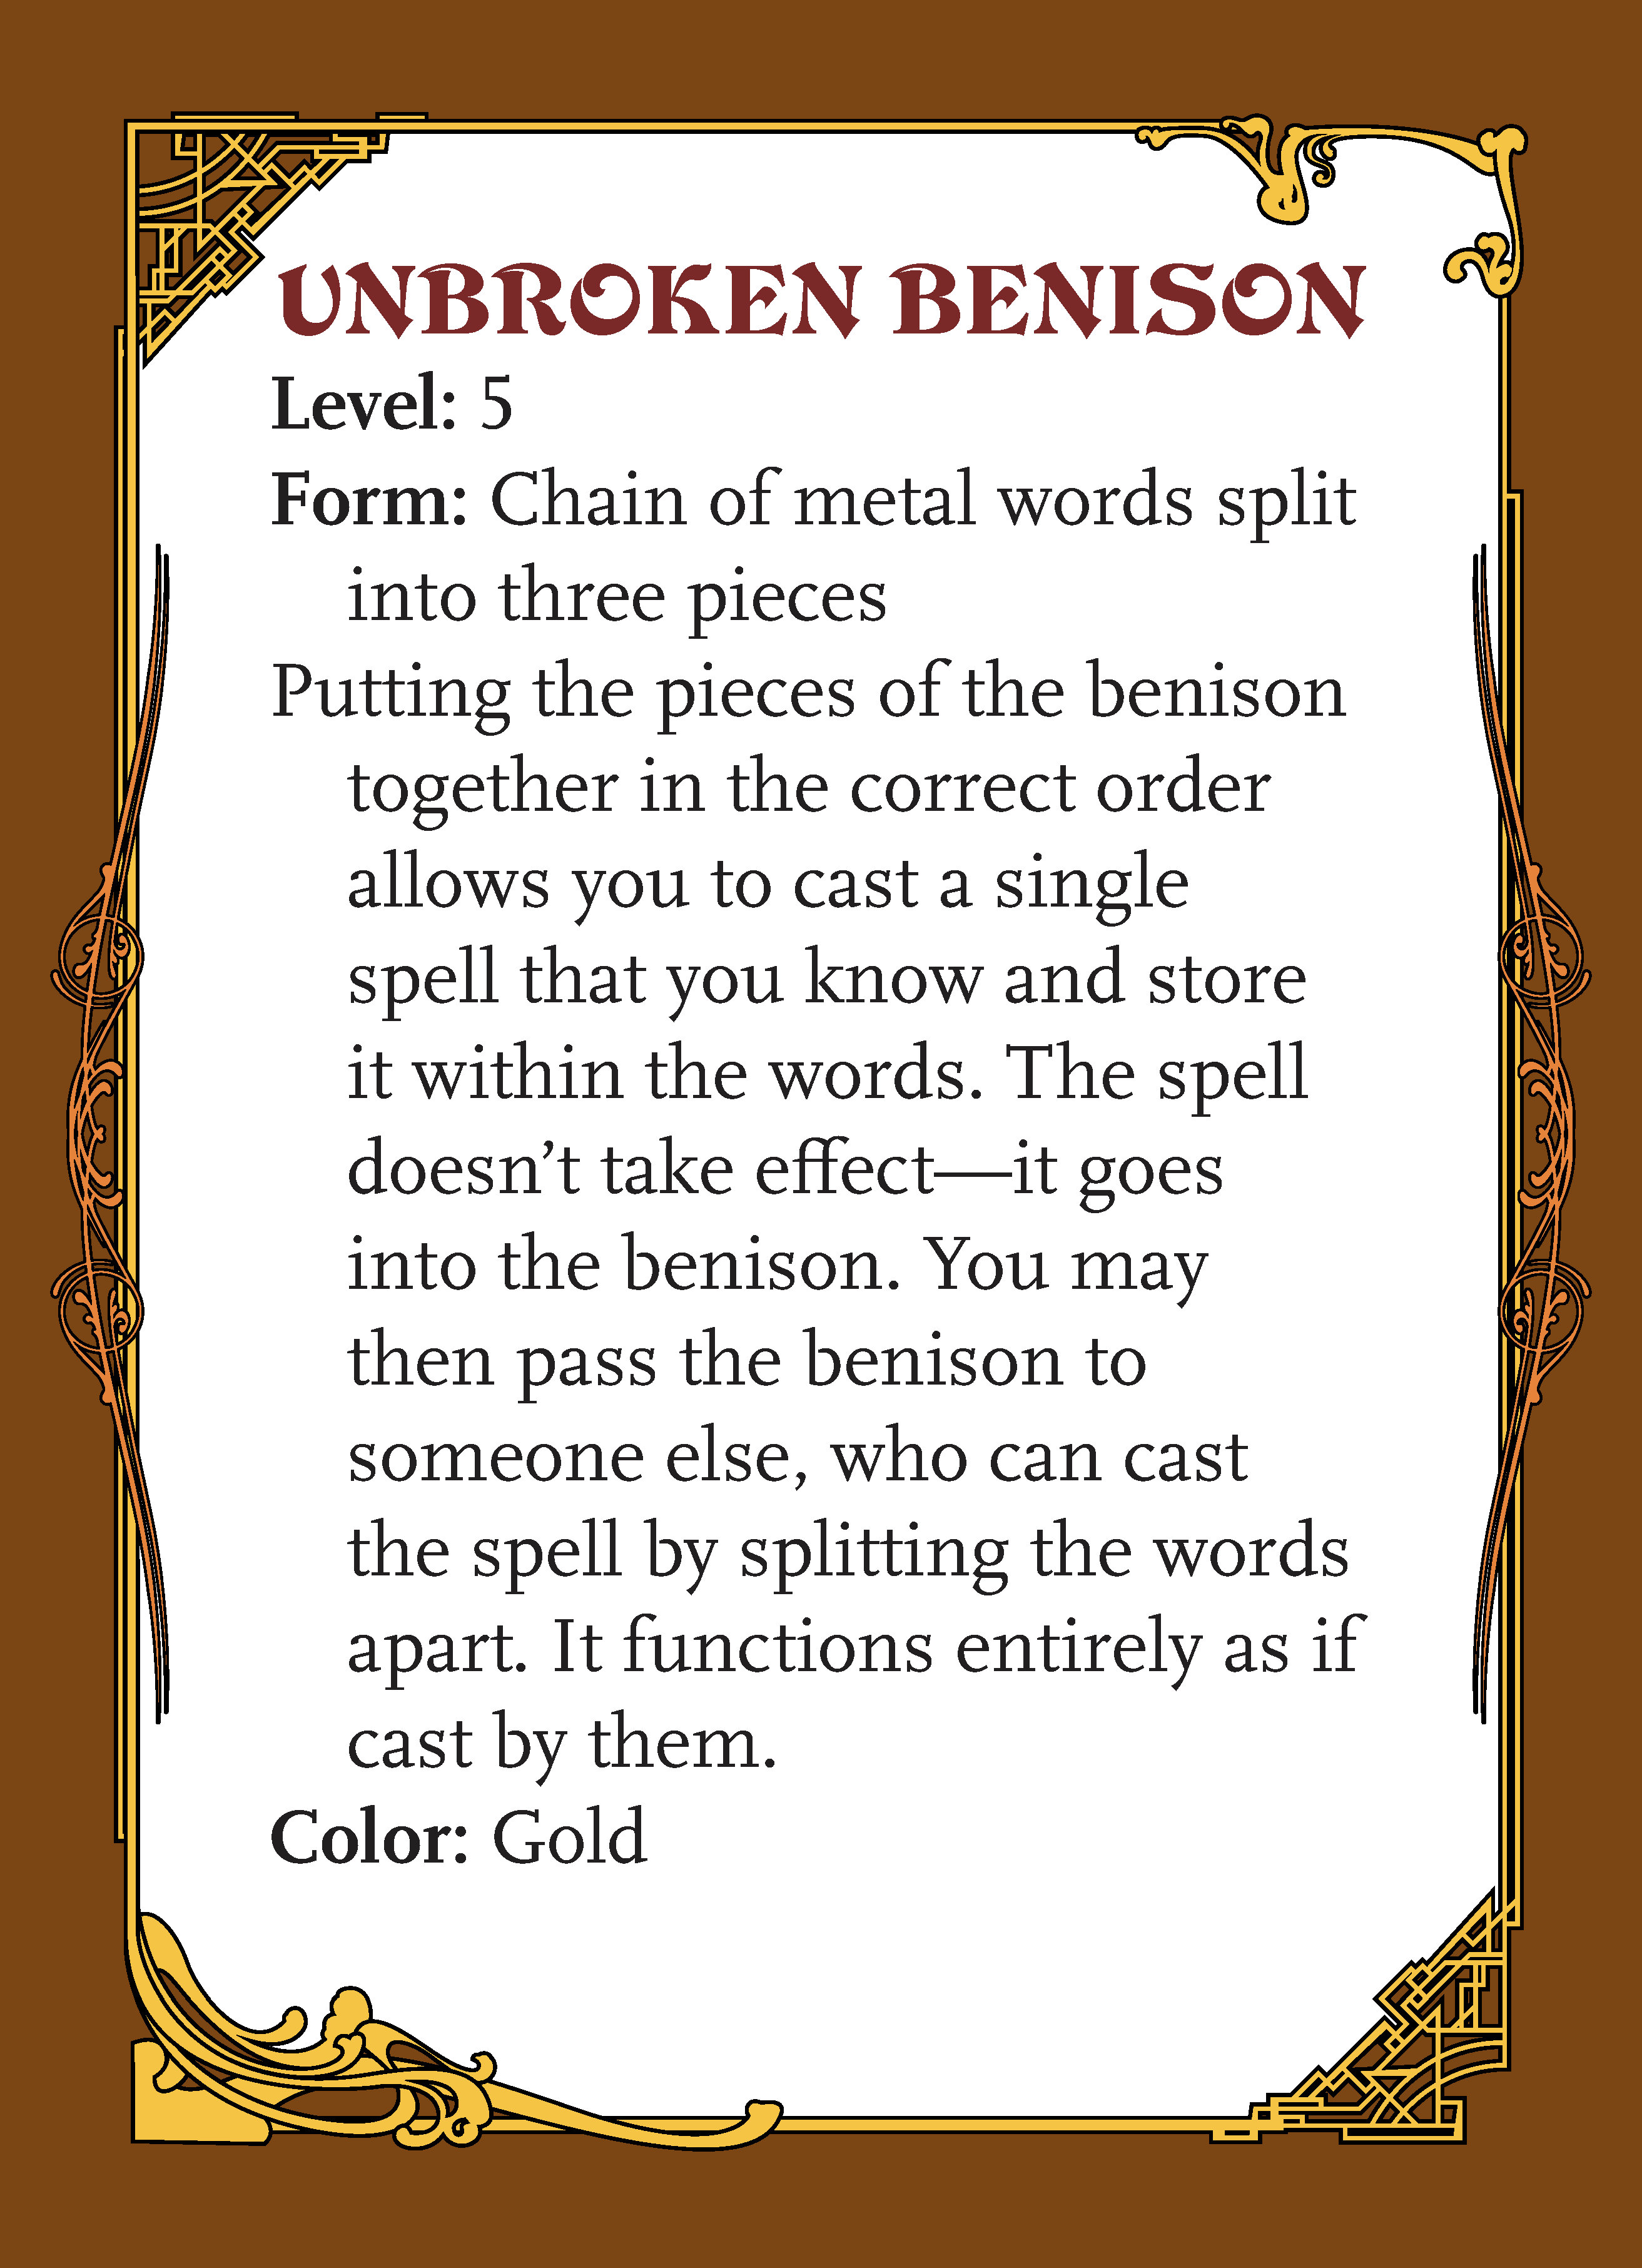 UNBROKEN BENISON
Level: 5
Form: Chain of metal words split
into three pieces
Putting the pieces of the benison
together in the correct order
allows you to cast a single
spell that you know and store
it within the words. The spell
doesn’t take effect—it goes
into the benison. You may
then pass the benison to
someone else, who can cast
the spell by splitting the words
apart. It functions entirely as if
cast by them.
Color: Gold